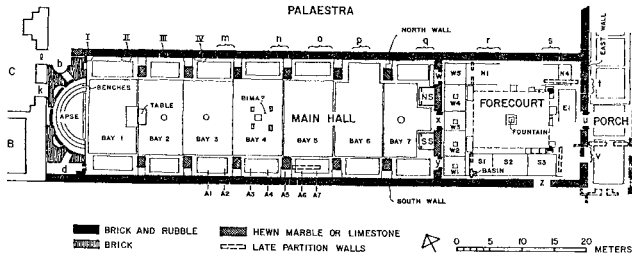 PALAESTRA
I II III IV m n o p q r s
NORTH WALL
EAST WALL
C
b
k
BENCHES
TABLE
BIMA?
MAIN HALL
APSE
BAY 1 BAY 2 BAY 3 BAY 4 BAY 5 BAY 6 BAY 7
NS
SS
W5 N1 N4
W4
W3
W2
W1
FORECOURT
E1
FOUNTAIN
x
y
t
u
PORCH
v
B
d
S1 S2 S3
BASIN
z
A1 A2 A3 A4 A5 A6 A7
SOUTH WALL
BRICK AND RUBBLE
HEWN MARBLE OR LIMESTONE
BRICK
LATE PARTITION WALLS
0 5 10 15 20
METERS